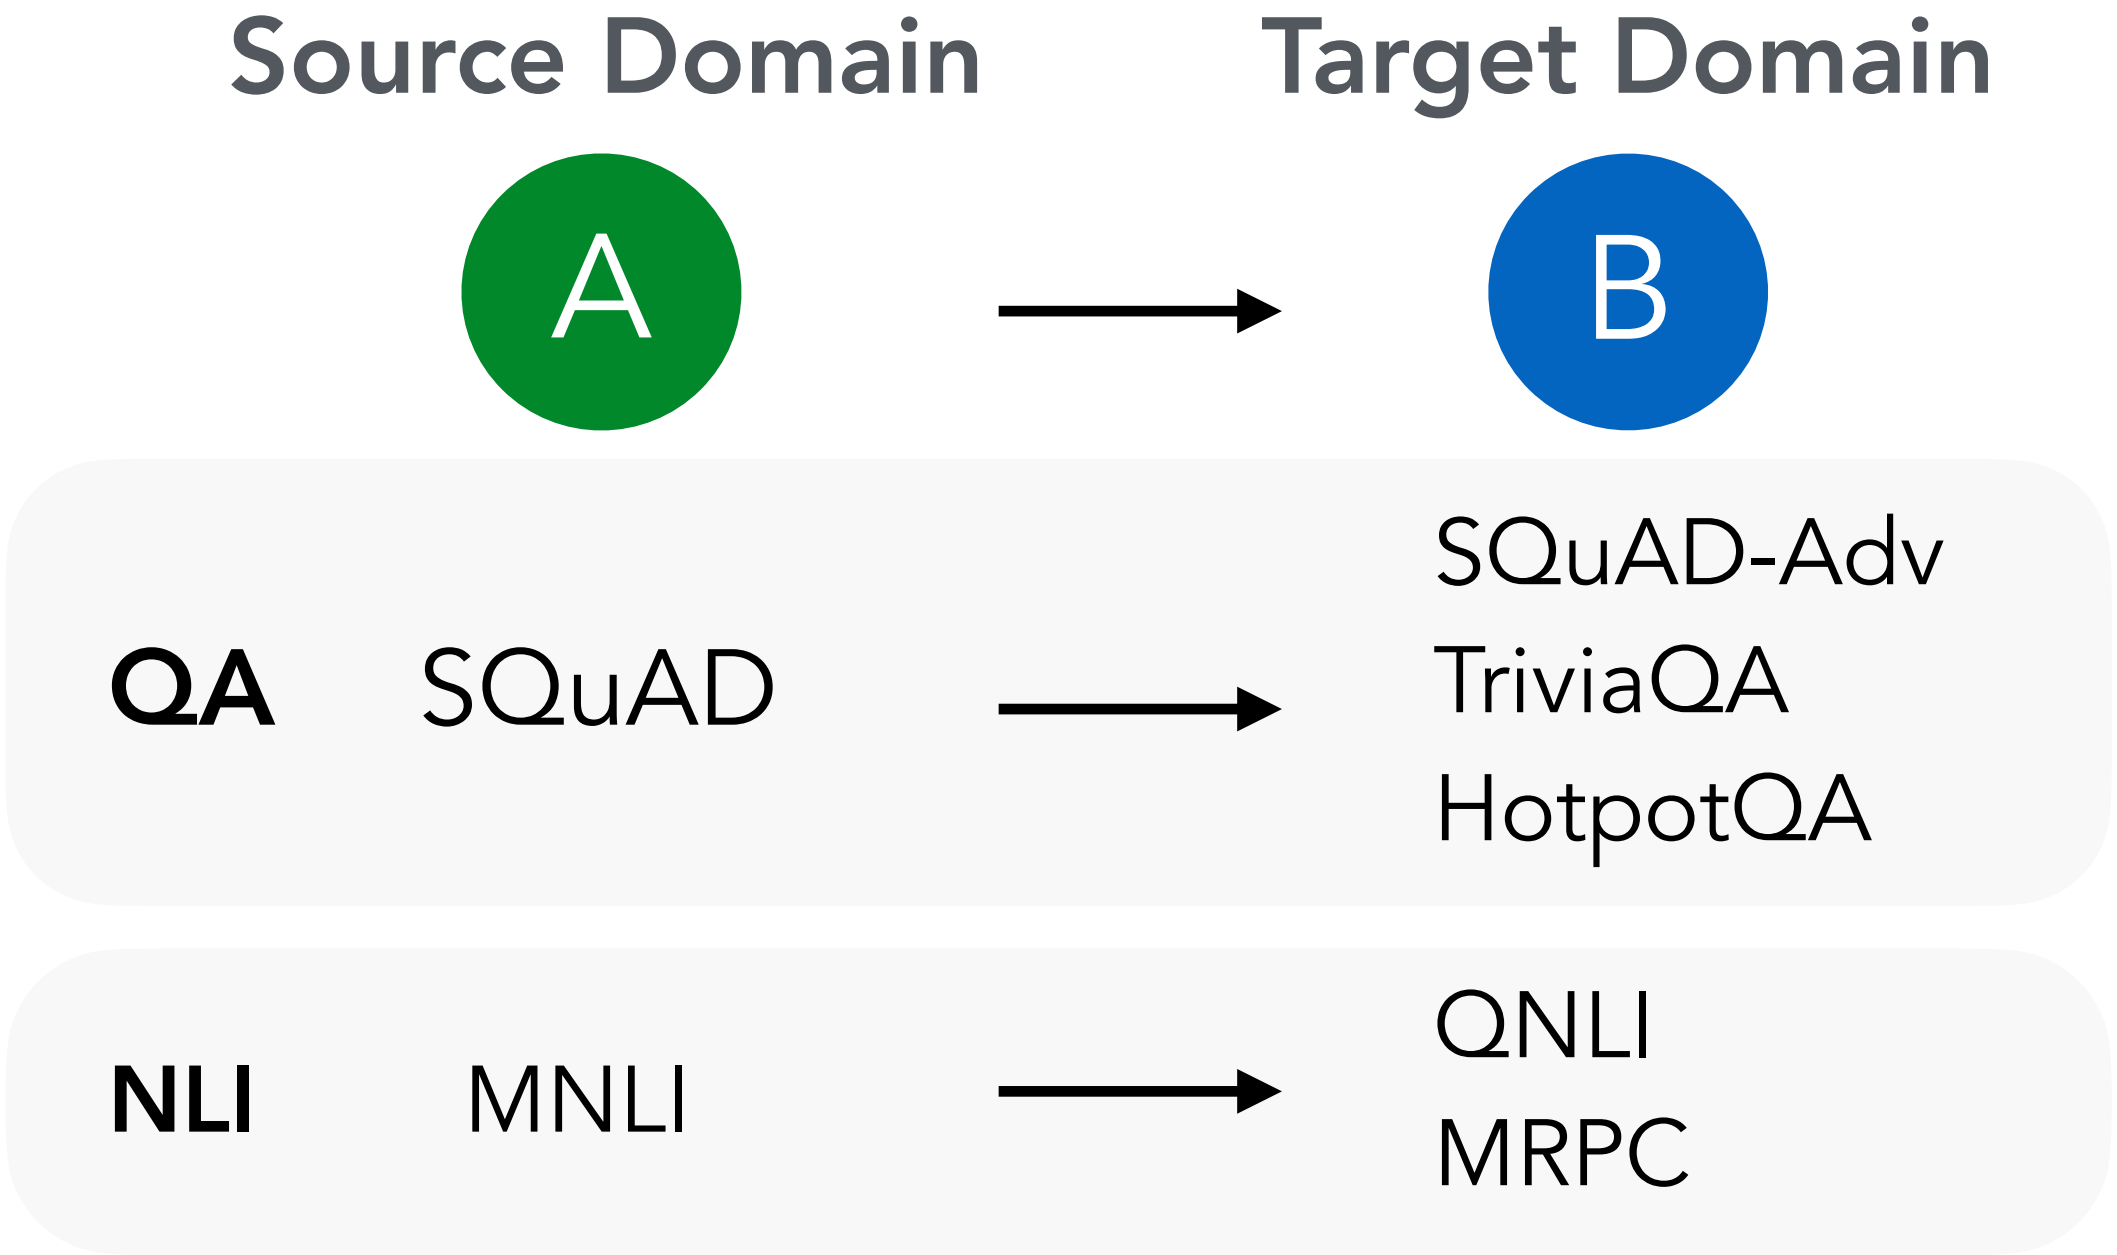 Source Domain
Target Domain
A
B
QA
SQuAD
SQuAD-Adv
TriviaQA
HotpotQA
NLI
MNLI
QNLI
MRPC